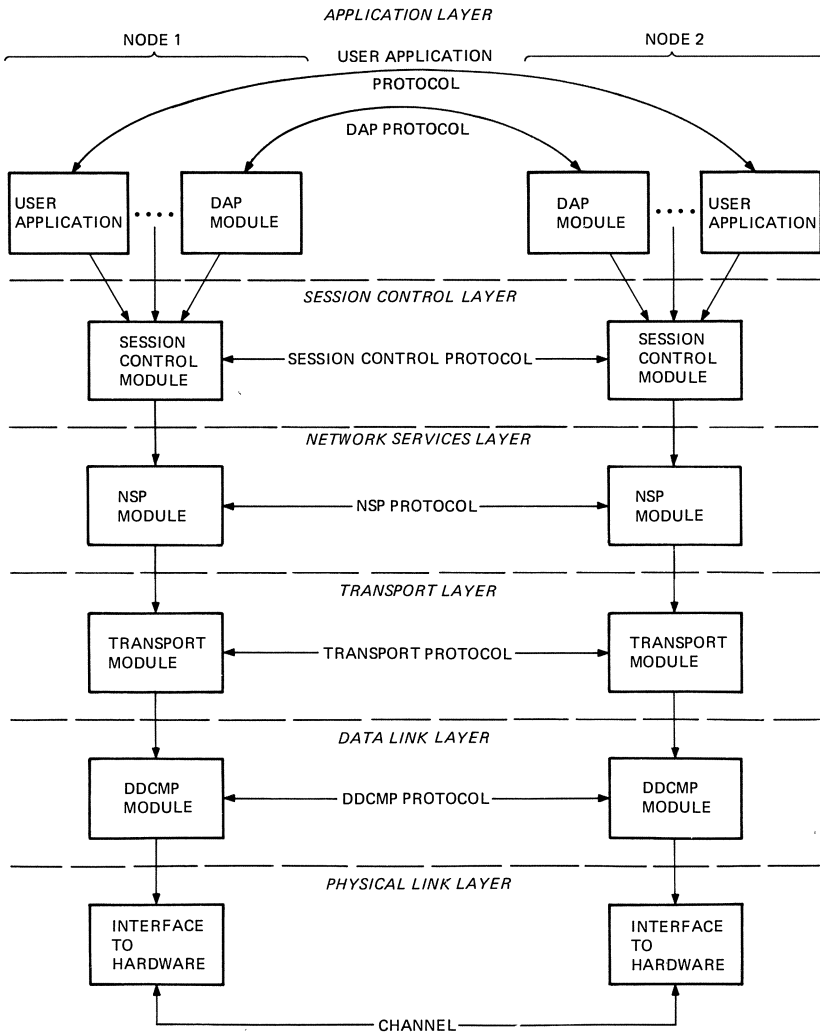 APPLICATION LAYER
NODE 1
NODE 2
USER APPLICATION
PROTOCOL
DAP PROTOCOL
USER
APPLICATION
DAP
MODULE
DAP
MODULE
USER
APPLICATION
SESSION CONTROL LAYER
SESSION
CONTROL
MODULE
SESSION CONTROL PROTOCOL
SESSION
CONTROL
MODULE
NETWORK SERVICES LAYER
NSP
MODULE
NSP PROTOCOL
NSP
MODULE
TRANSPORT LAYER
TRANSPORT
MODULE
TRANSPORT PROTOCOL
TRANSPORT
MODULE
DATA LINK LAYER
DDCMP
MODULE
DDCMP PROTOCOL
DDCMP
MODULE
PHYSICAL LINK LAYER
INTERFACE
TO
HARDWARE
INTERFACE
TO
HARDWARE
CHANNEL